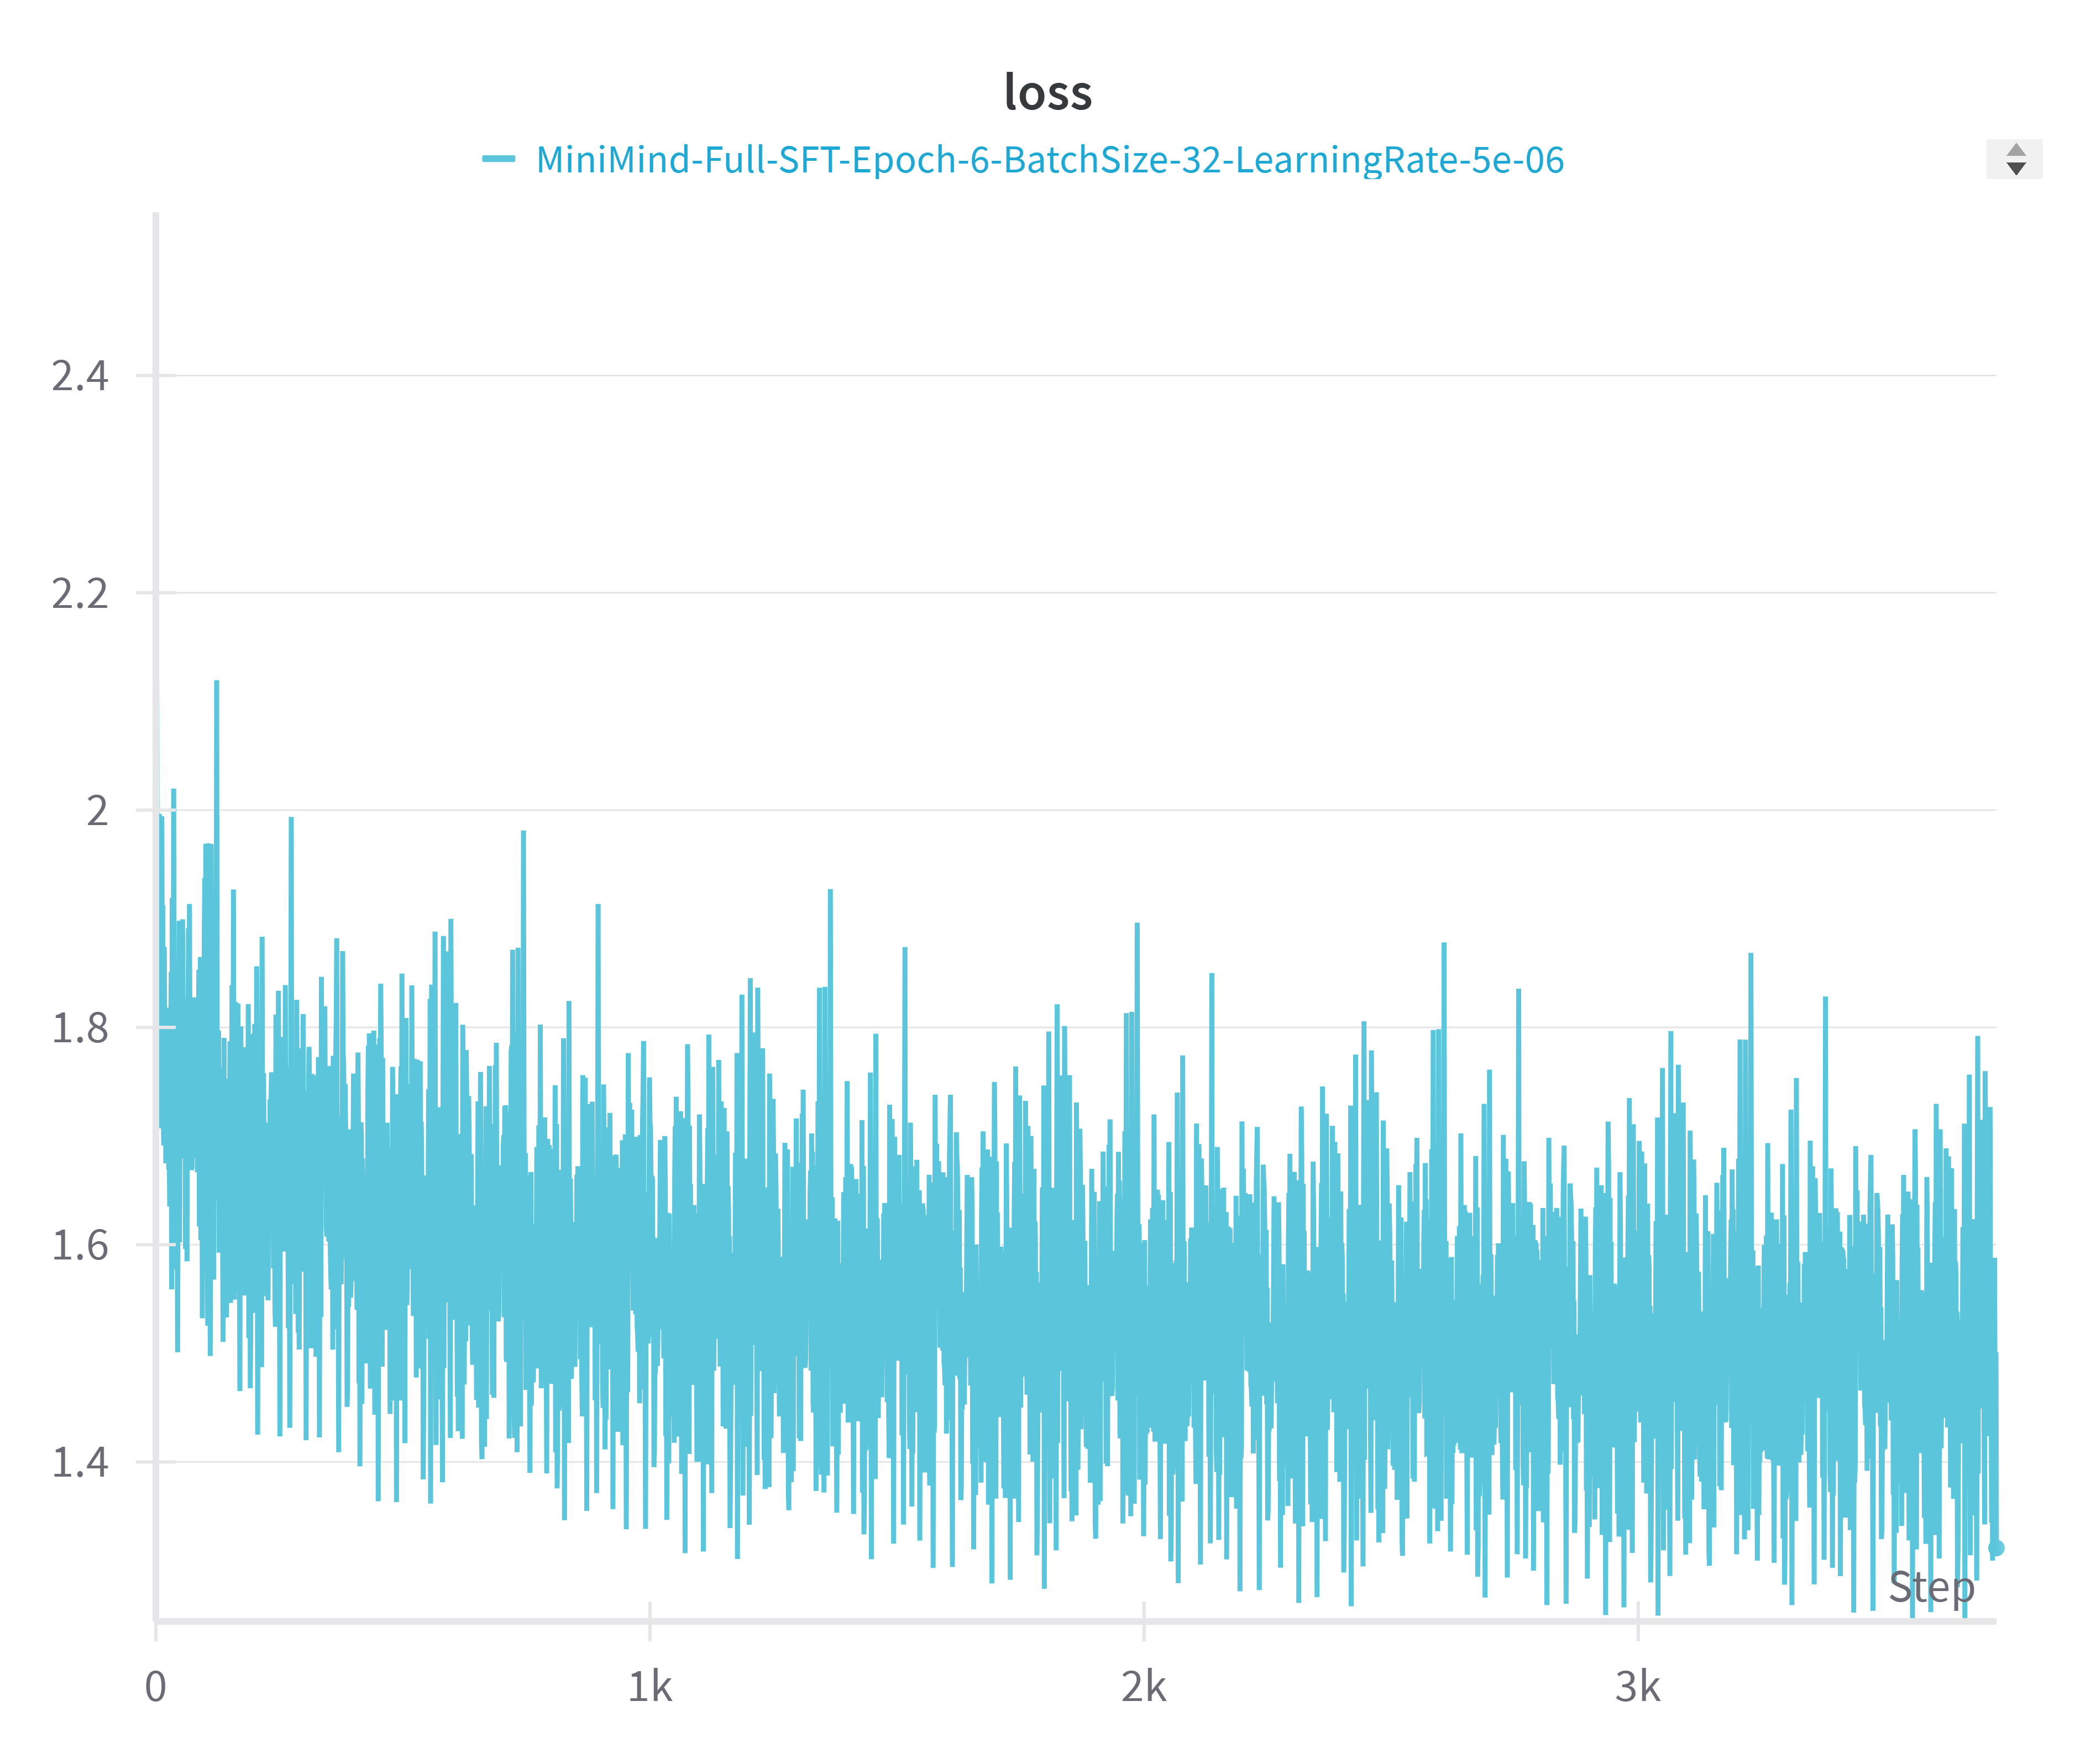 loss
MiniMind-Full-SFT-Epoch-6-BatchSize-32-LearningRate-5e-06
2.4
2.2
2
1.8
1.6
1.4
Step
0 1k 2k 3k